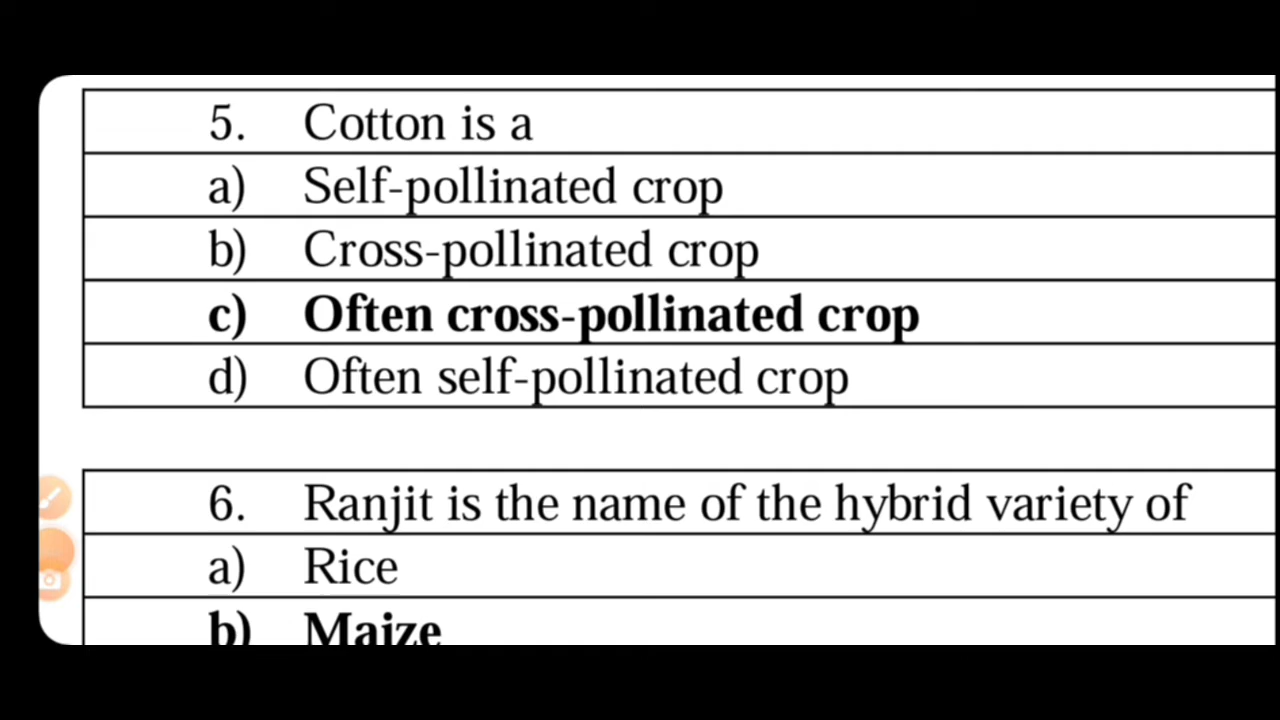 5. Cotton is a
a) Self-pollinated crop
b) Cross-pollinated crop
c) Often cross-pollinated crop
d) Often self-pollinated crop
6. Ranjit is the name of the hybrid variety of
a) Rice
b) Maize